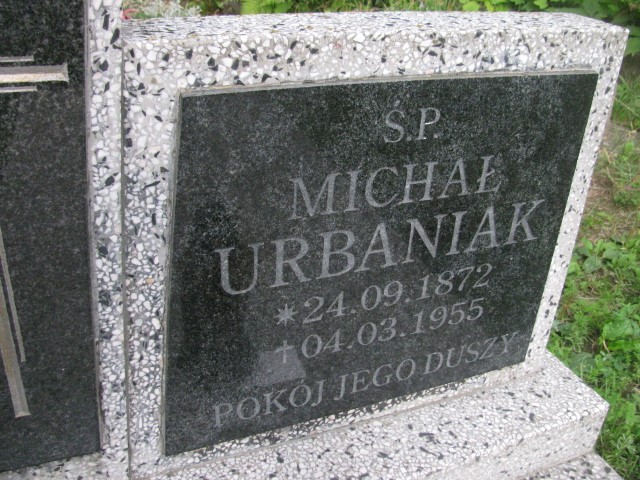 Ś.P.
MICHAŁ
URBANIAK
* 24.09.1872
† 04.03.1955
POKÓJ JEGO DUSZY